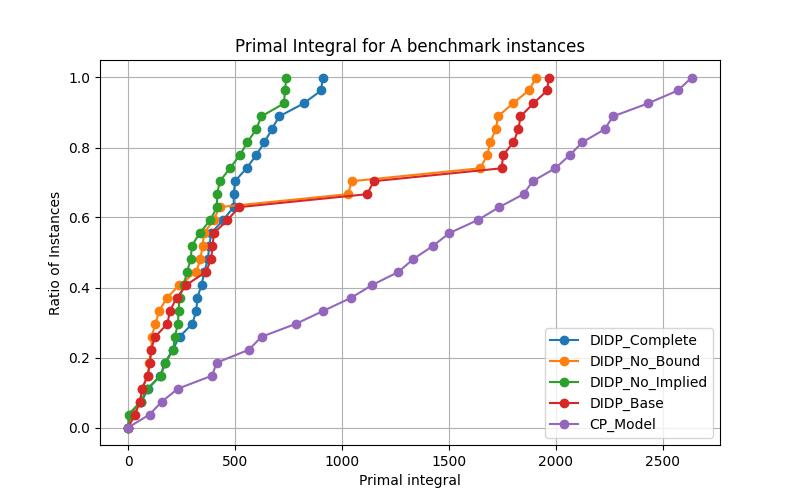 Primal Integral for A benchmark instances
Ratio of Instances
1.0
0.8
0.6
0.4
0.2
0.0
0
500
1000
1500
2000
2500
Primal integral
DIDP_Complete
DIDP_No_Bound
DIDP_No_Implied
DIDP_Base
CP_Model